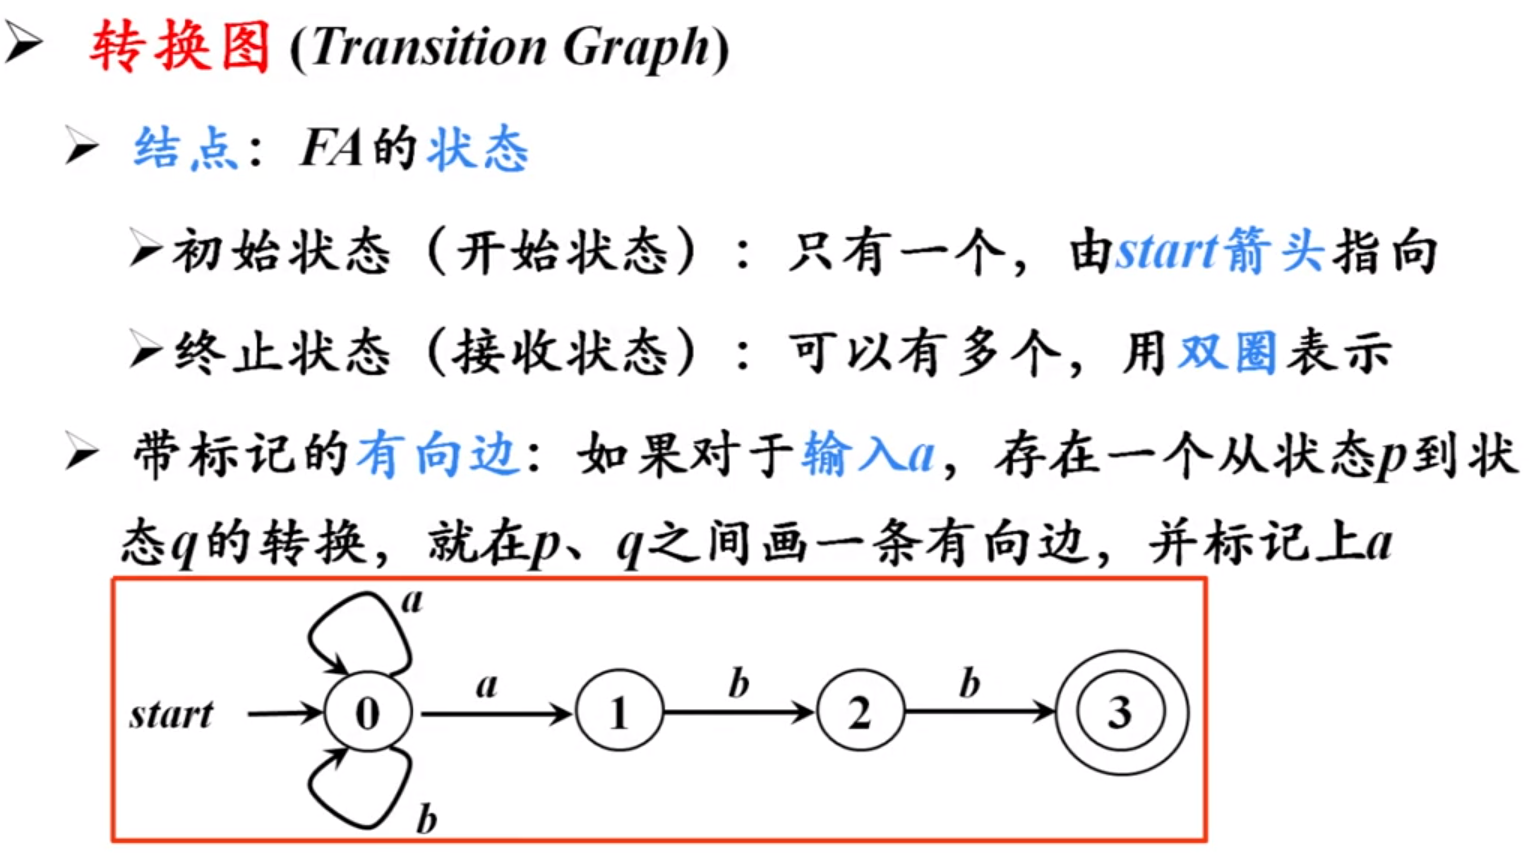 转换图 (Transition Graph)
结点：FA的状态
初始状态（开始状态）：只有一个，由start箭头指向
终止状态（接收状态）：可以有多个，用双圈表示
带标记的有向边：如果对于输入a，存在一个从状态p到状
态q的转换，就在p、q之间画一条有向边，并标记上a
a
start 0 a 1 b 2 b 3
b